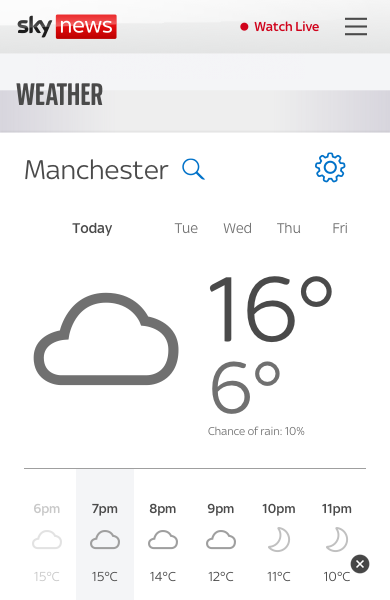 sky news
Watch Live
WEATHER
Manchester
Today Tue Wed Thu Fri
16°
6°
Chance of rain: 10%
6pm 7pm 8pm 9pm 10pm 11pm
15°C 15°C 14°C 12°C 11°C 10°C